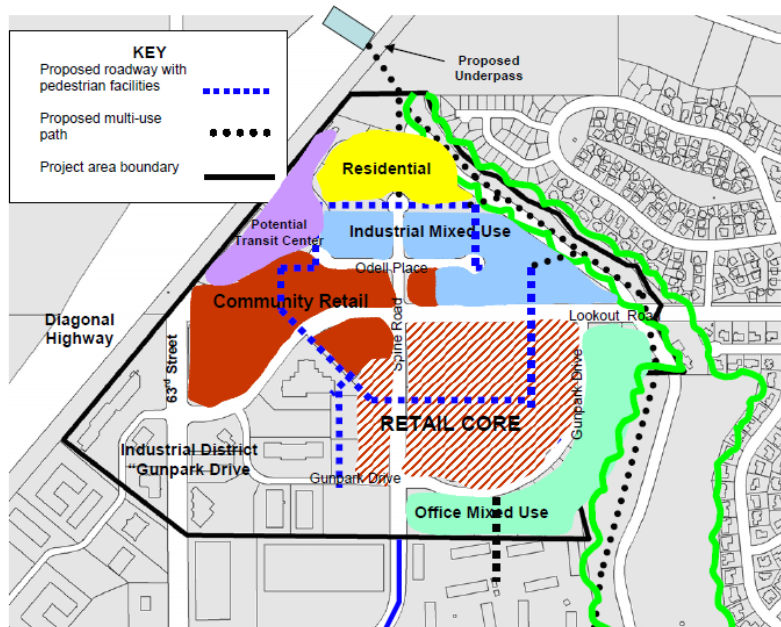 KEY
Proposed roadway with
pedestrian facilities
Proposed multi-use
path
Project area boundary
Proposed
Underpass
Residential
Potential
Transit Center
Industrial Mixed Use
Odell Place
Community Retail
Spine Road
Lookout Road
Diagonal
Highway
63rd Street
Gunpark Drive
RETAIL CORE
Industrial District
“Gunpark Drive
Gunpark Drive
Office Mixed Use